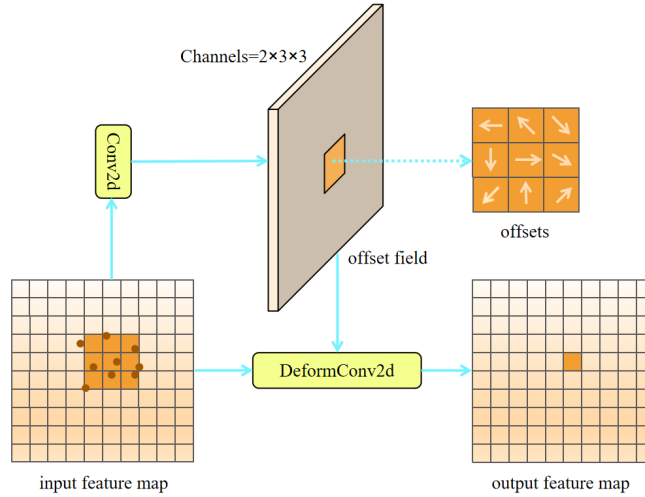 Channels=2×3×3
Conv2d
offsets
offset field
DeformConv2d
input feature map
output feature map